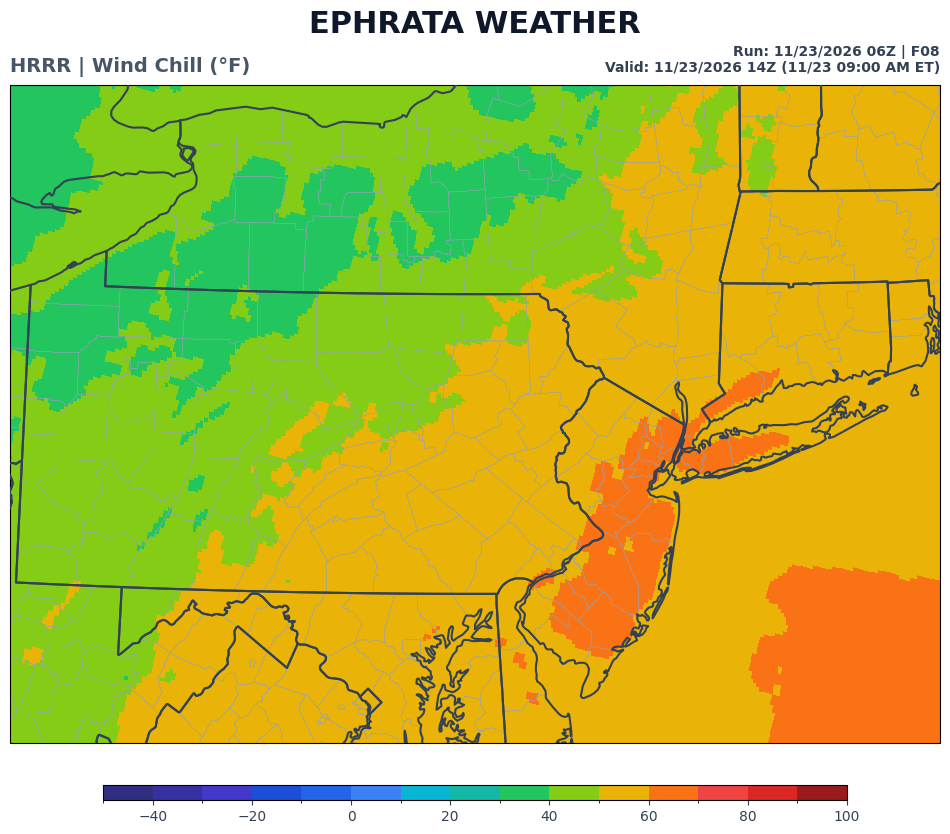 EPHRATA WEATHER
HRRR | Wind Chill (°F)
Run: 11/23/2026 06Z | F08
Valid: 11/23/2026 14Z (11/23 09:00 AM ET)
−40 −20 0 20 40 60 80 100